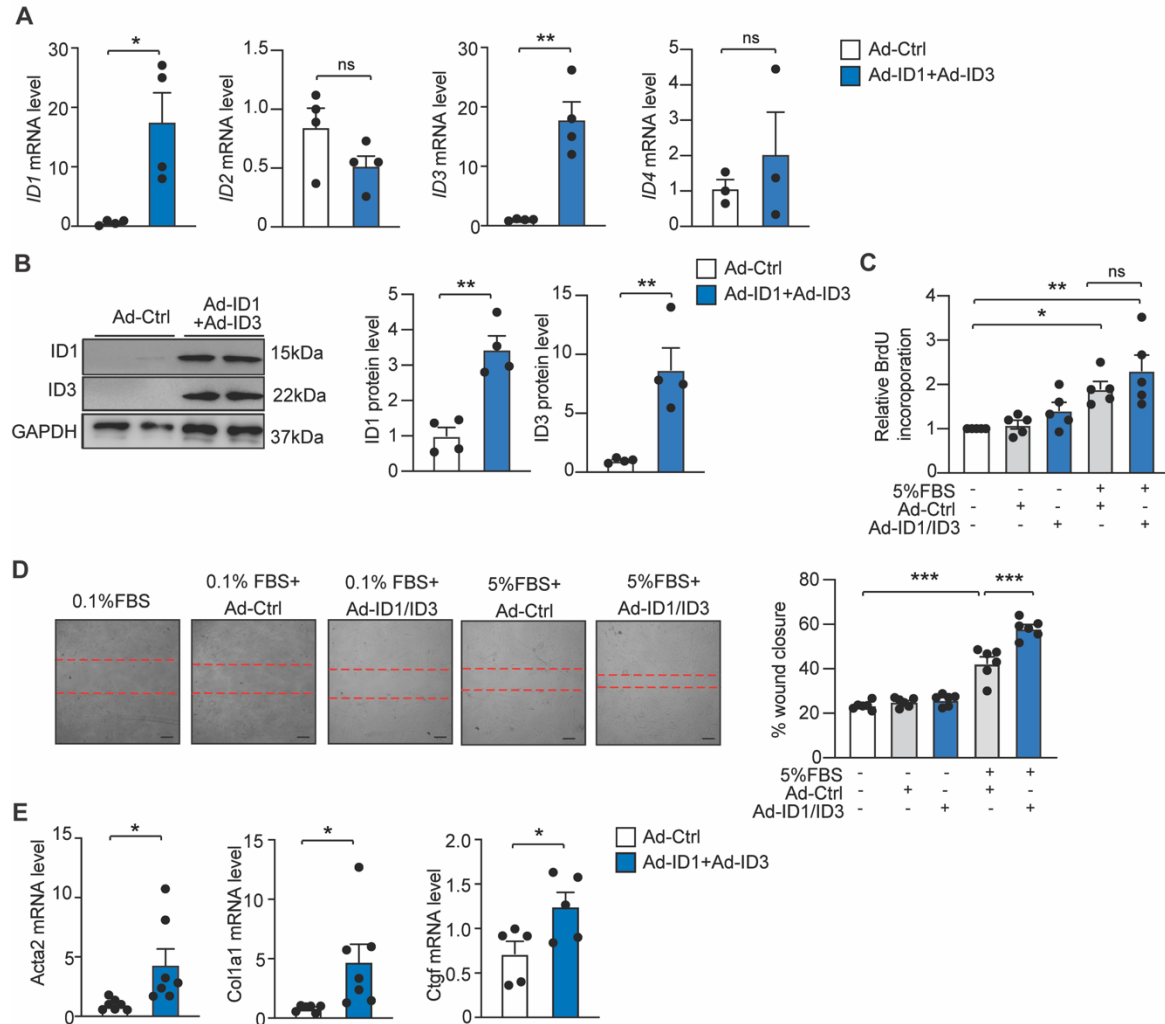 A
ID1 mRNA level
30
20
10
0
*
ID2 mRNA level
1.5
1.0
0.5
0
ns
ID3 mRNA level
30
20
10
0
**
ID4 mRNA level
5
4
3
2
1
0
ns
Ad-Ctrl
Ad-ID1+Ad-ID3
B
Ad-Ctrl
Ad-ID1
+Ad-ID3
ID1
15kDa
ID3
22kDa
GAPDH
37kDa
ID1 protein level
5
4
3
2
1
0
**
ID3 protein level
15
10
5
0
**
Ad-Ctrl
Ad-ID1+Ad-ID3
C
Relative BrdU
incoroporation
4
3
2
1
0
ns
**
*
5%FBS - - - + +
Ad-Ctrl - + - + -
Ad-ID1/ID3 - - + - +
D
0.1%FBS
0.1% FBS+
Ad-Ctrl
0.1% FBS+
Ad-ID1/ID3
5%FBS+
Ad-Ctrl
5%FBS+
Ad-ID1/ID3
% wound closure
80
60
40
20
0
*** ***
5%FBS - - - + +
Ad-Ctrl - + - + -
Ad-ID1/ID3 - - + - +
E
Acta2 mRNA level
15
10
5
0
*
Col1a1 mRNA level
15
10
5
0
*
Ctgf mRNA level
2.0
1.5
1.0
0.5
0
*
Ad-Ctrl
Ad-ID1+Ad-ID3